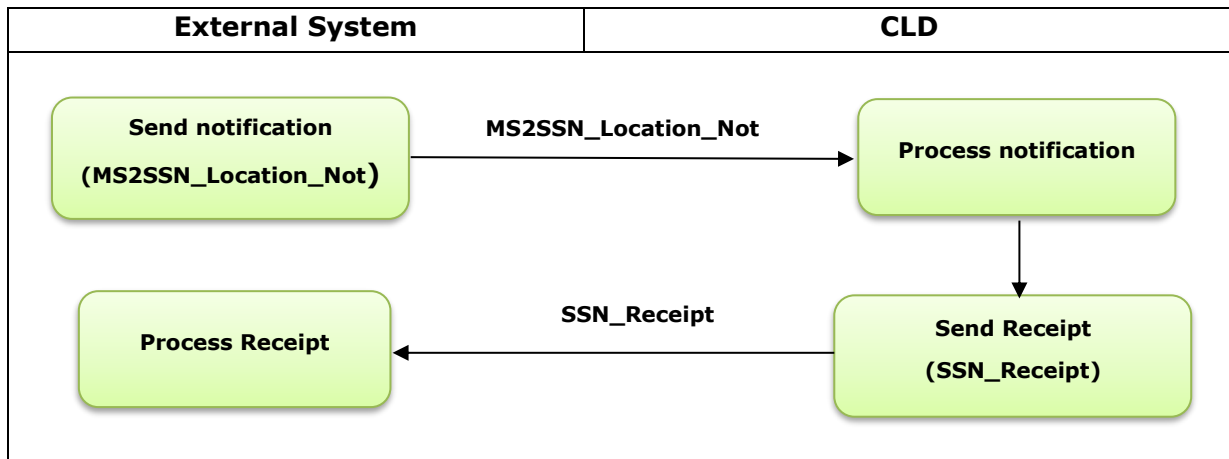 External System
CLD
Send notification
(MS2SSN_Location_Not)
MS2SSN_Location_Not
Process notification
Process Receipt
SSN_Receipt
Send Receipt
(SSN_Receipt)